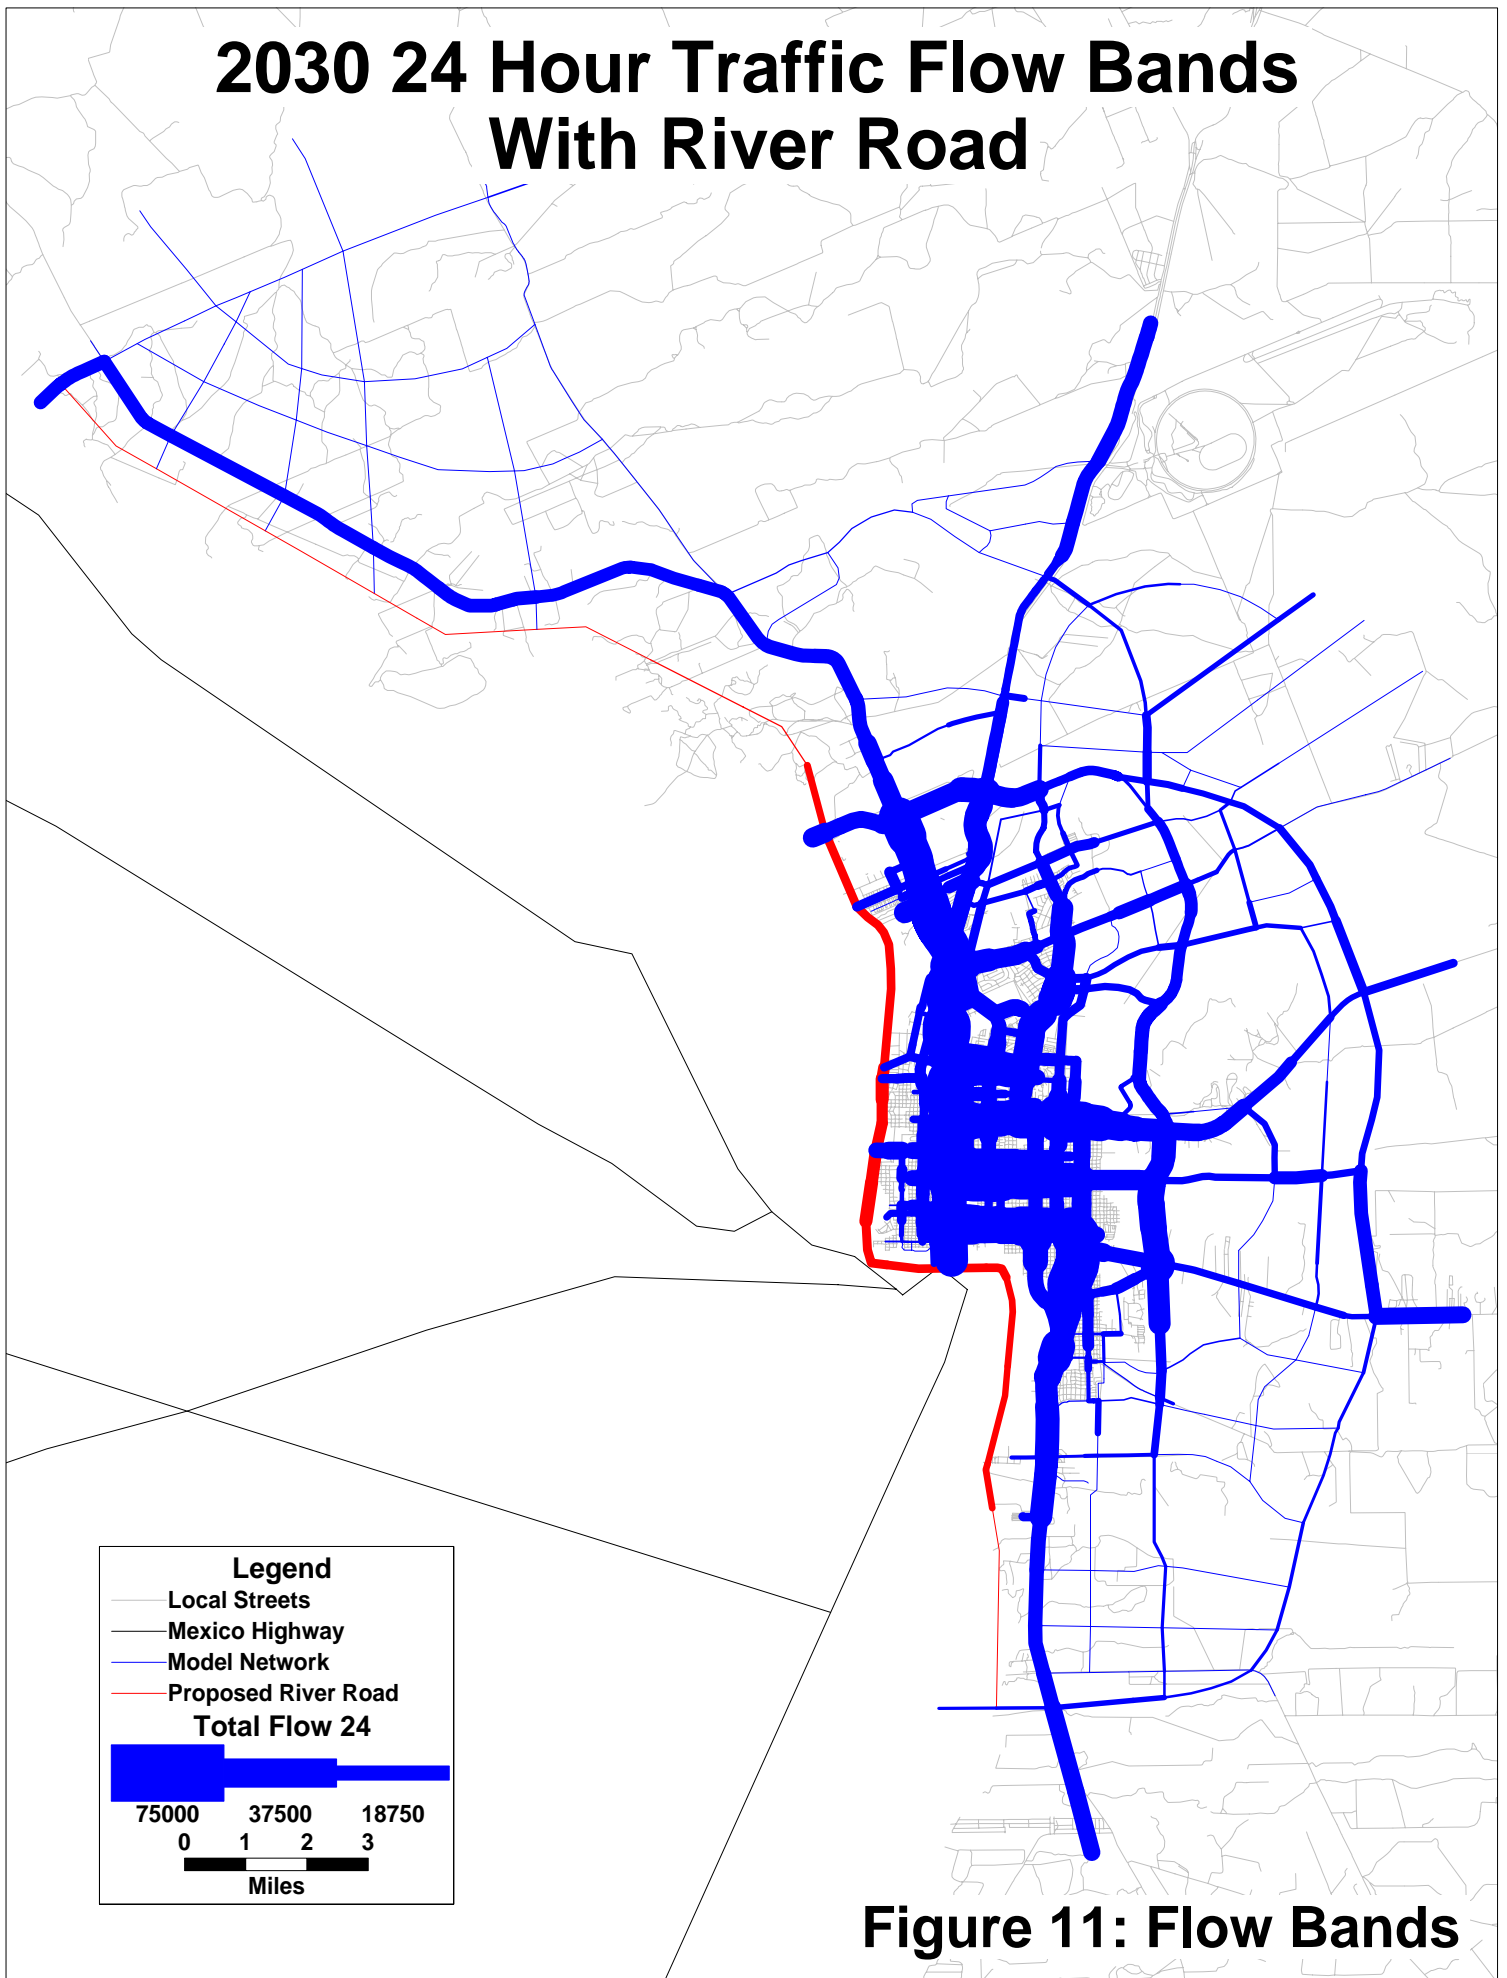 2030 24 Hour Traffic Flow Bands
With River Road
Legend
Local Streets
Mexico Highway
Model Network
Proposed River Road
Total Flow 24
75000 37500 18750
0 1 2 3
Miles
Figure 11: Flow Bands